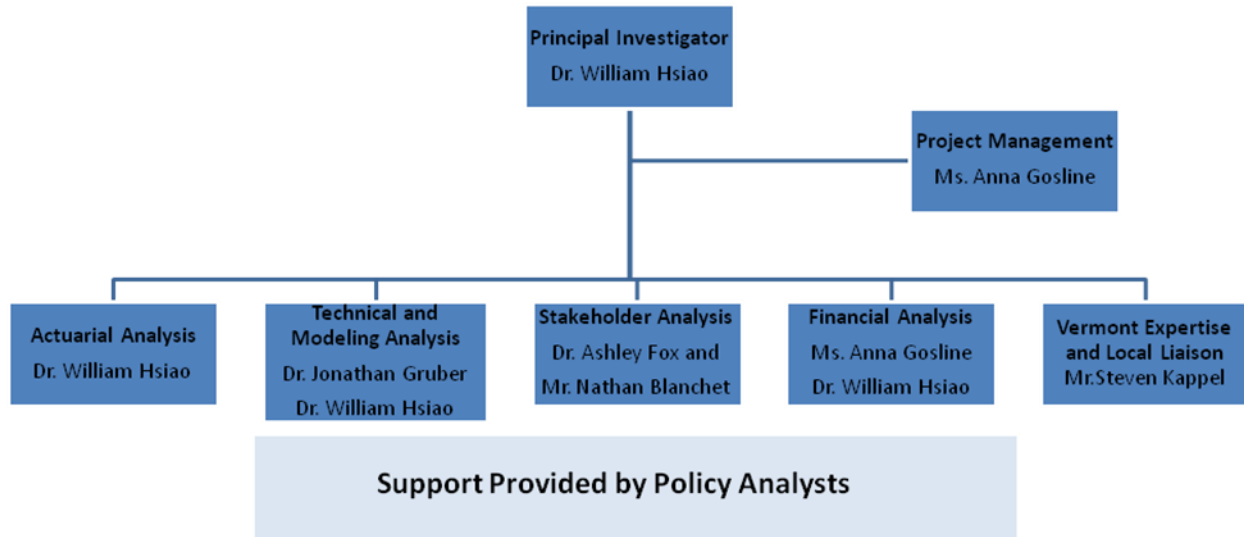 Principal Investigator
Dr. William Hsiao
Project Management
Ms. Anna Gosline
Actuarial Analysis
Dr. William Hsiao
Technical and
Modeling Analysis
Dr. Jonathan Gruber
Dr. William Hsiao
Stakeholder Analysis
Dr. Ashley Fox and
Mr. Nathan Blanchet
Financial Analysis
Ms. Anna Gosline
Dr. William Hsiao
Vermont Expertise
and Local Liaison
Mr.Steven Kappel
Support Provided by Policy Analysts